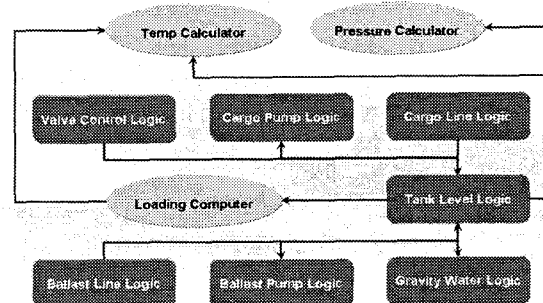 Temp Calculator
Pressure Calculator
Valve Control Logic
Cargo Pump Logic
Cargo Line Logic
Loading Computer
Tank Level Logic
Ballast Line Logic
Ballast Pump Logic
Gravity Water Logic